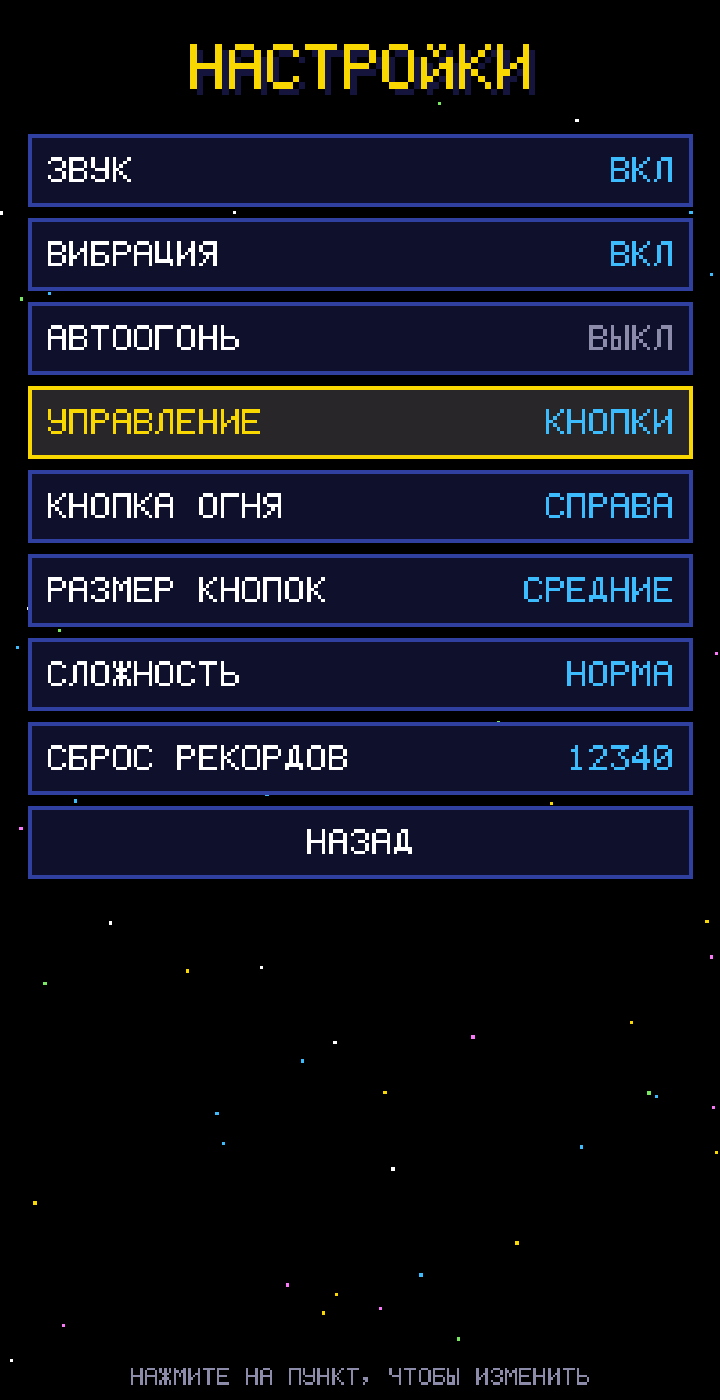 НАСТРОЙКИ
ЗВУК ВКЛ
ВИБРАЦИЯ ВКЛ
АВТООГОНЬ ВЫКЛ
УПРАВЛЕНИЕ КНОПКИ
КНОПКА ОГНЯ СПРАВА
РАЗМЕР КНОПОК СРЕДНИЕ
СЛОЖНОСТЬ НОРМА
СБРОС РЕКОРДОВ 12340
НАЗАД
НАЖМИТЕ НА ПУНКТ, ЧТОБЫ ИЗМЕНИТЬ